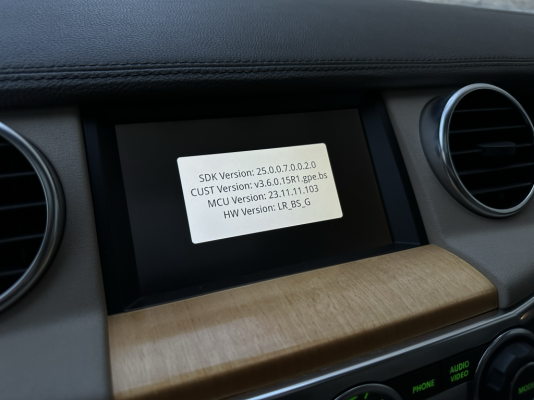 SDK Version: 25.0.0.7.0.0.2.0
CUST Version: v3.6.0.15R1.gpe.bs
MCU Version: 23.11.11.103
HW Version: LR_BS_G
PHONE
AUDIO
VIDEO
MODE